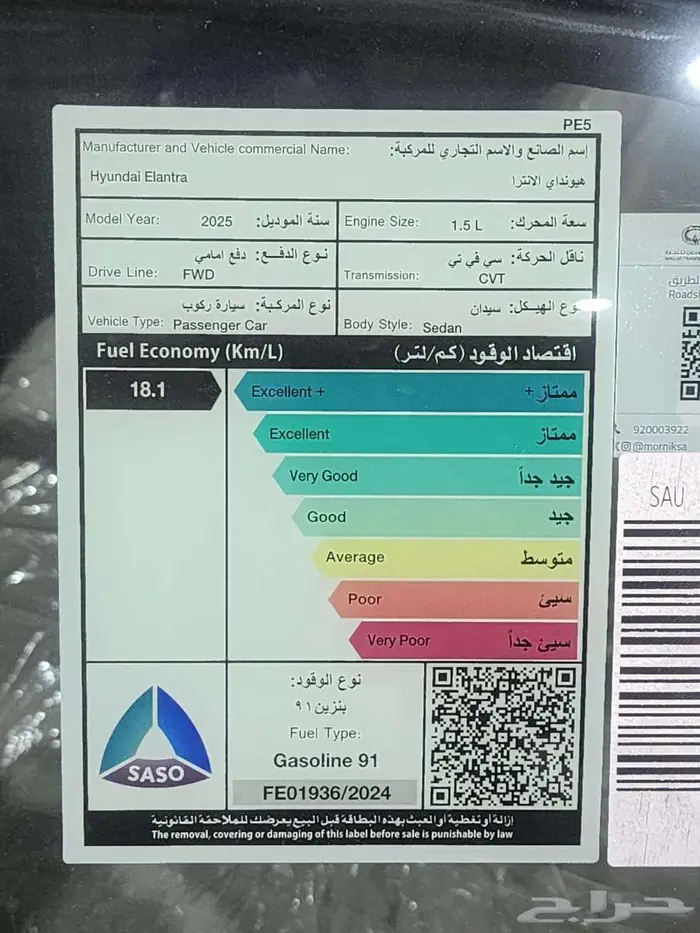 PE5
Manufacturer and Vehicle commercial Name: إسم الصانع والاسم التجاري للمركبة:
Hyundai Elantra هيونداي الانترا
Model Year: 2025 سنة الموديل:
Engine Size: 1.5 L سعة المحرك:
نوع الدفع: دفع امامي
Drive Line: FWD
ناقل الحركة: سي في تي
Transmission: CVT
نوع المركبة: سيارة ركوب
Vehicle Type: Passenger Car
نوع الهيكل: سيدان
Body Style: Sedan
Fuel Economy (Km/L) اقتصاد الوقود (كم/لتر)
18.1
Excellent + ممتاز+
Excellent ممتاز
Very Good جيد جداً
Good جيد
Average متوسط
Poor سيئ
Very Poor سيئ جداً
SASO
نوع الوقود:
بنزين٩١
Fuel Type:
Gasoline 91
FE01936/2024
إزالة أو تغطية أو العبث بهذه البطاقة قبل البيع يعرضك للملاحقة القانونية
The removal, covering or damaging of this label before sale is punishable by law
920003922
@morniksa
SAU
حراج